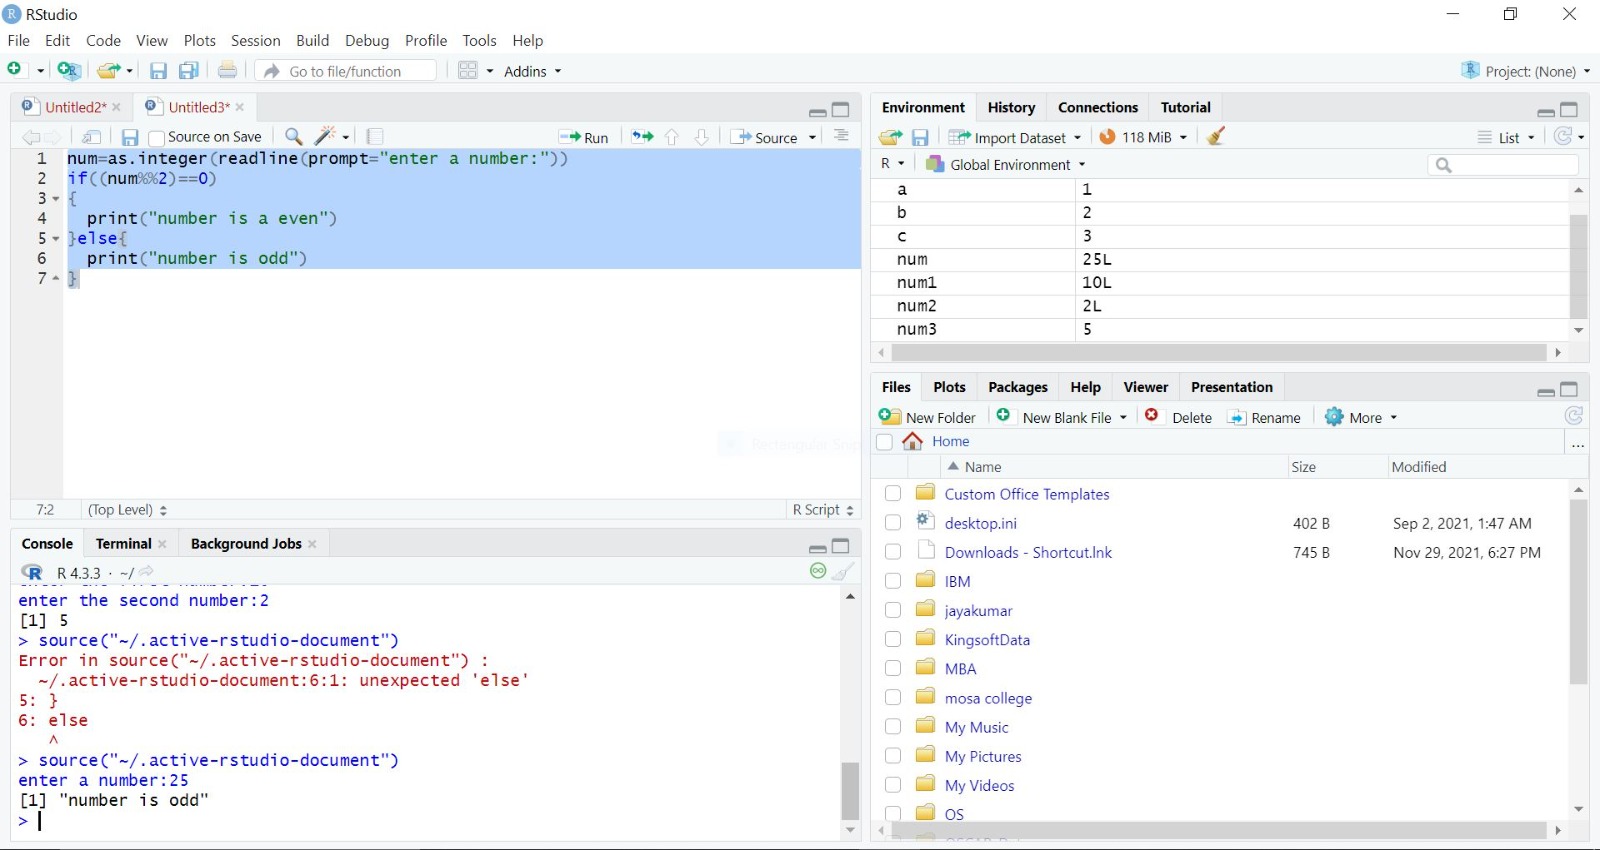 RStudio
File Edit Code View Plots Session Build Debug Profile Tools Help
Go to file/function Addins Project: (None)
Untitled2* Untitled3*
Source on Save Run Source
1 num=as.integer(readline(prompt="enter a number:"))
2 if((num%%2)==0)
3 {
4 print("number is a even")
5 }else{
6 print("number is odd")
7 }
7:2 (Top Level) R Script
Console Terminal Background Jobs
R 4.3.3 · ~/
enter the second number:2
[1] 5
> source("~/.active-rstudio-document")
Error in source("~/.active-rstudio-document") :
~/.active-rstudio-document:6:1: unexpected 'else'
5: }
6: else
^
> source("~/.active-rstudio-document")
enter a number:25
[1] "number is odd"
>
Environment History Connections Tutorial
Import Dataset 118 MiB List
R Global Environment
a 1
b 2
c 3
num 25L
num1 10L
num2 2L
num3 5
Files Plots Packages Help Viewer Presentation
New Folder New Blank File Delete Rename More
Home ...
Name Size Modified
Custom Office Templates
desktop.ini 402 B Sep 2, 2021, 1:47 AM
Downloads - Shortcut.lnk 745 B Nov 29, 2021, 6:27 PM
IBM
jayakumar
KingsoftData
MBA
mosa college
My Music
My Pictures
My Videos
OS